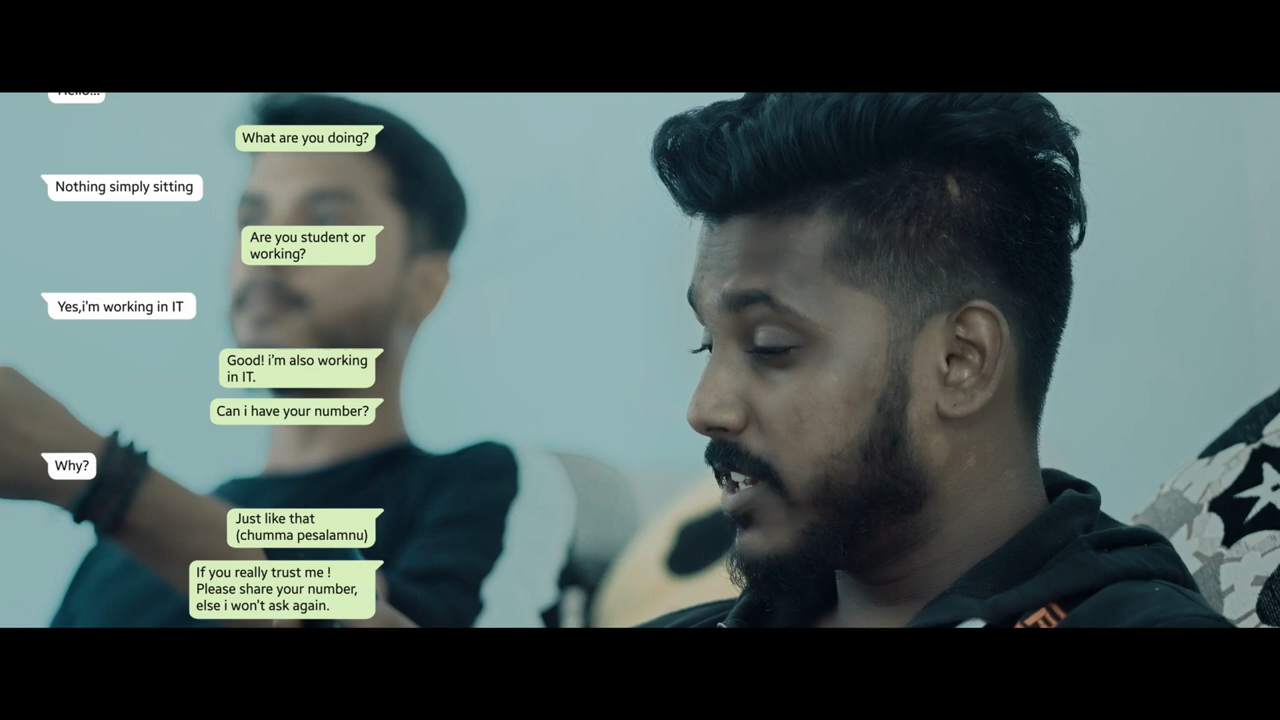 Hello...
What are you doing?
Nothing simply sitting
Are you student or
working?
Yes,i'm working in IT
Good! i'm also working
in IT.
Can i have your number?
Why?
Just like that
(chumma pesalamnu)
If you really trust me !
Please share your number,
else i won't ask again.